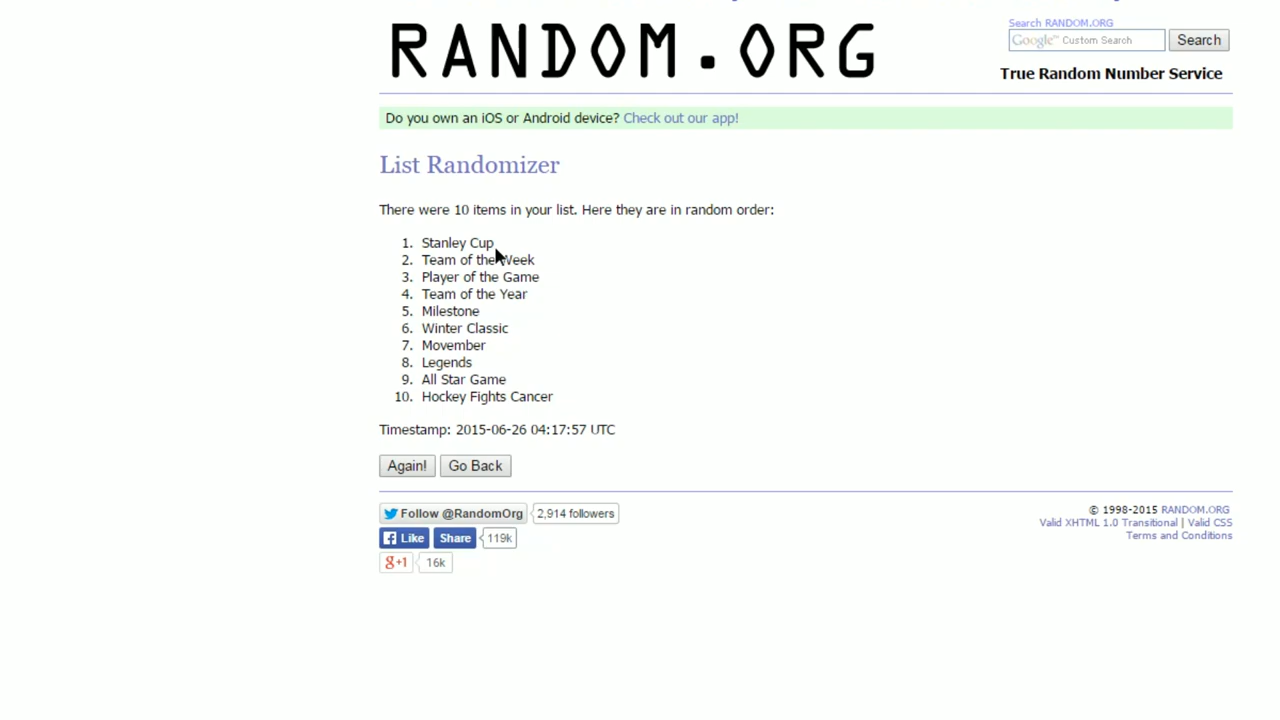 RANDOM.ORG
Search RANDOM.ORG
Google™ Custom Search Search
True Random Number Service
Do you own an iOS or Android device? Check out our app!
List Randomizer
There were 10 items in your list. Here they are in random order:
1. Stanley Cup
2. Team of the Week
3. Player of the Game
4. Team of the Year
5. Milestone
6. Winter Classic
7. Movember
8. Legends
9. All Star Game
10. Hockey Fights Cancer
Timestamp: 2015-06-26 04:17:57 UTC
Again! Go Back
Follow @RandomOrg 2,914 followers
Like Share 119k
g+1 16k
© 1998-2015 RANDOM.ORG
Valid XHTML 1.0 Transitional | Valid CSS
Terms and Conditions